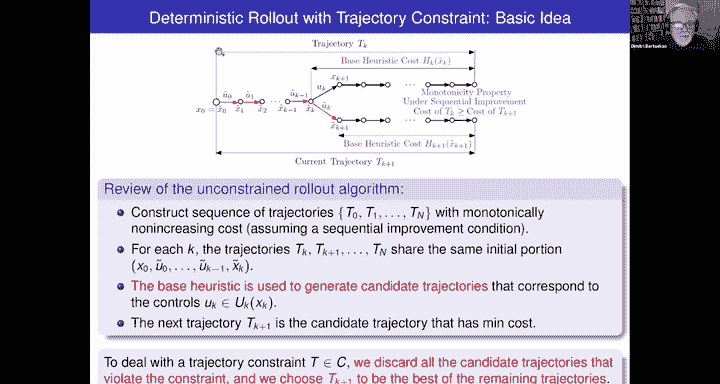 Deterministic Rollout with Trajectory Constraint: Basic Idea
Dimitri Bertsekas
Trajectory T_k
Base Heuristic Cost H_k(x̃_k)
x_{k+1}
u_k
ũ_0 ũ_1 ũ_{k-1}
x_0 = x̃_0 x̃_1 x̃_2 x̃_{k-1} x̃_k
ũ_k
x̃_{k+1}
Monotonicity Property
Under Sequential Improvement
Cost of T_k ≥ Cost of T_{k+1}
Base Heuristic Cost H_{k+1}(x̃_{k+1})
Current Trajectory T_{k+1}
Review of the unconstrained rollout algorithm:
Construct sequence of trajectories {T_0, T_1, . . . , T_N} with monotonically
nonincreasing cost (assuming a sequential improvement condition).
For each k, the trajectories T_k, T_{k+1}, . . . , T_N share the same initial portion
(x_0, ũ_0, . . . , ũ_{k-1}, x̃_k).
The base heuristic is used to generate candidate trajectories that correspond to
the controls u_k ∈ U_k(x_k).
The next trajectory T_{k+1} is the candidate trajectory that has min cost.
To deal with a trajectory constraint T ∈ C, we discard all the candidate trajectories that
violate the constraint, and we choose T_{k+1} to be the best of the remaining trajectories.